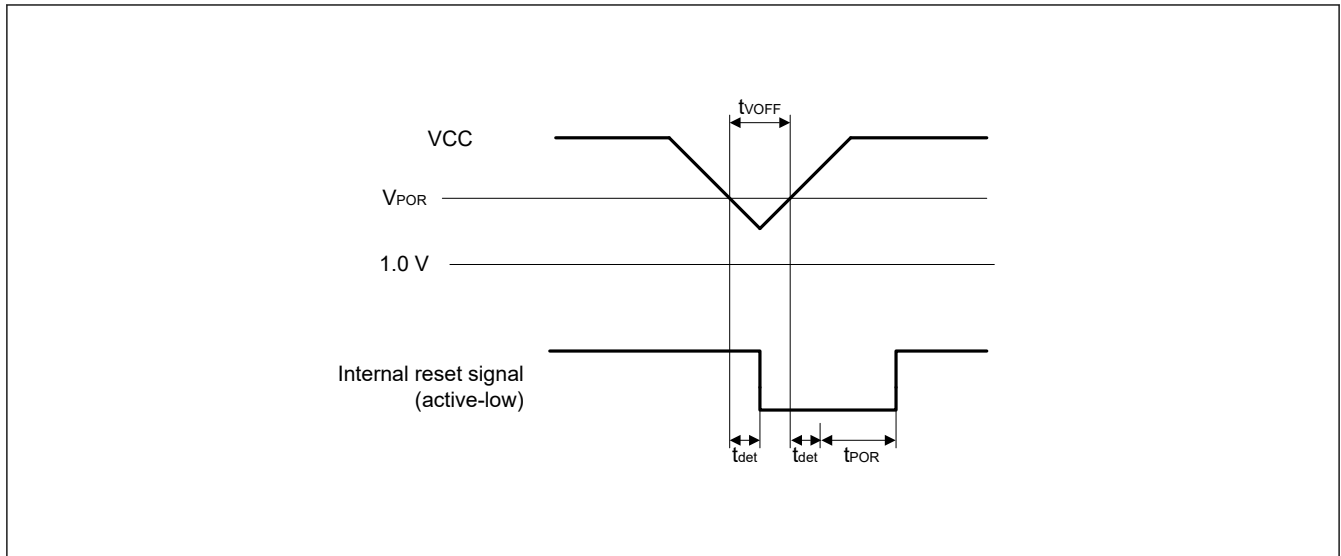 tVOFF
VCC
VPOR
1.0 V
Internal reset signal
(active-low)
tdet
tdet
tPOR